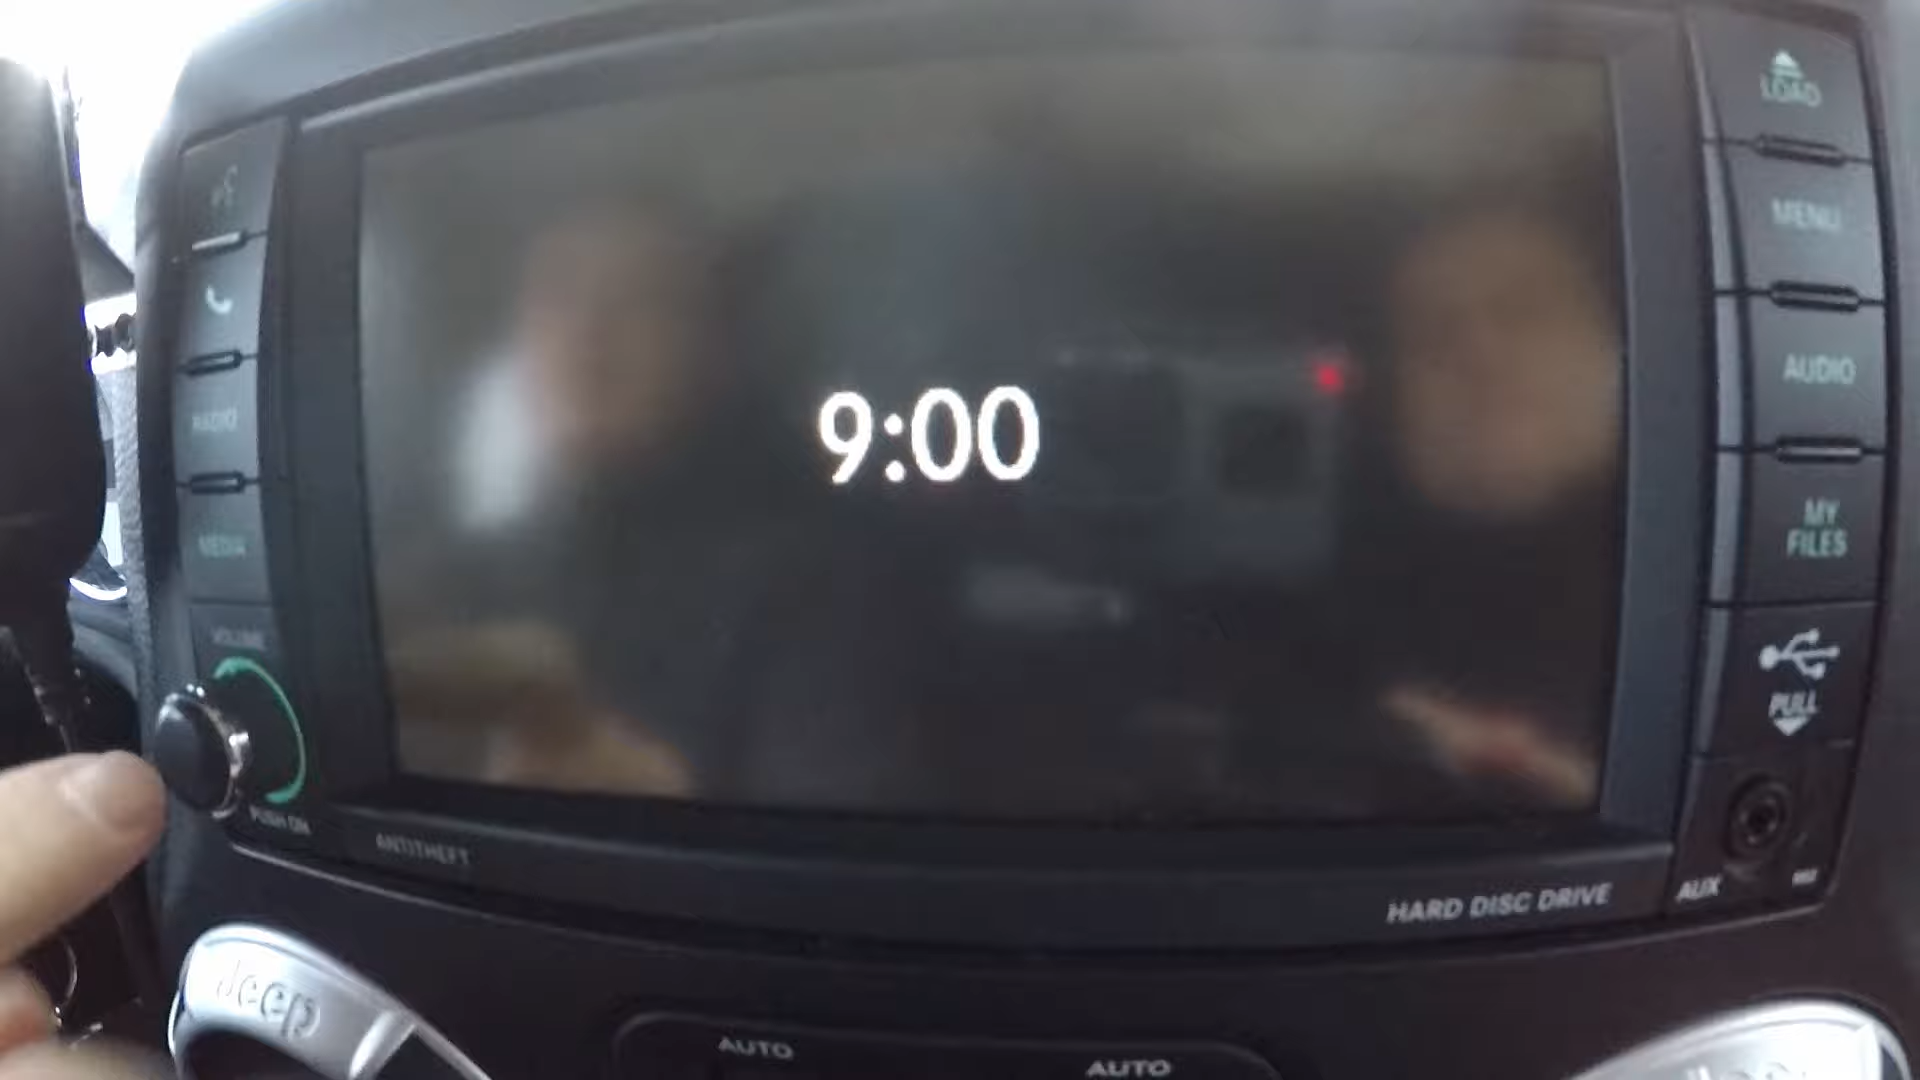 LOAD
MENU
AUDIO
MY
FILES
PULL
AUX
RADIO
MEDIA
VOLUME
PUSH ON
9:00
ANTITHEFT
HARD DISC DRIVE
Jeep
AUTO
AUTO